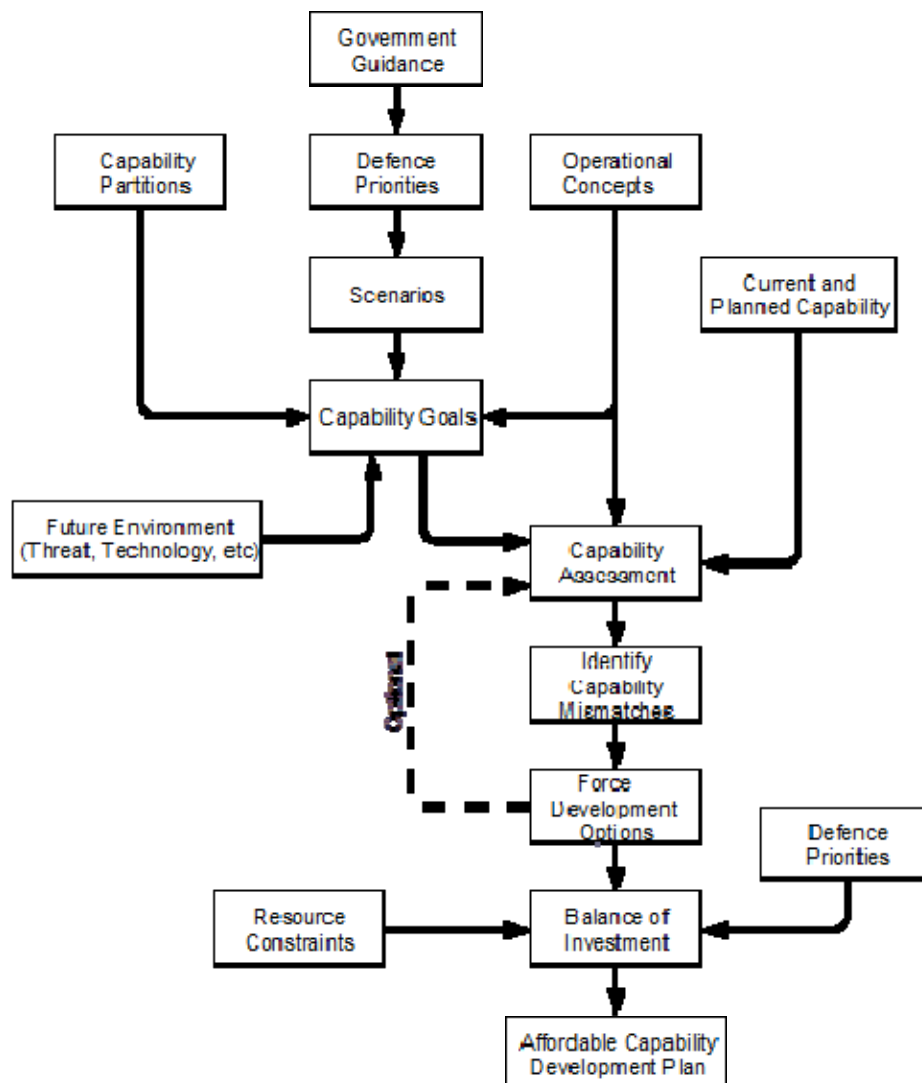 Government
Guidance
Capability
Partitions
Defence
Priorities
Operational
Concepts
Scenarios
Current and
Planned Capability
Capability Goals
Future Environment
(Threat, Technology, etc)
Capability
Assessment
Identify
Capability
Mismatches
Optional
Force
Development
Options
Defence
Priorities
Resource
Constraints
Balance of
Investment
Affordable Capability
Development Plan